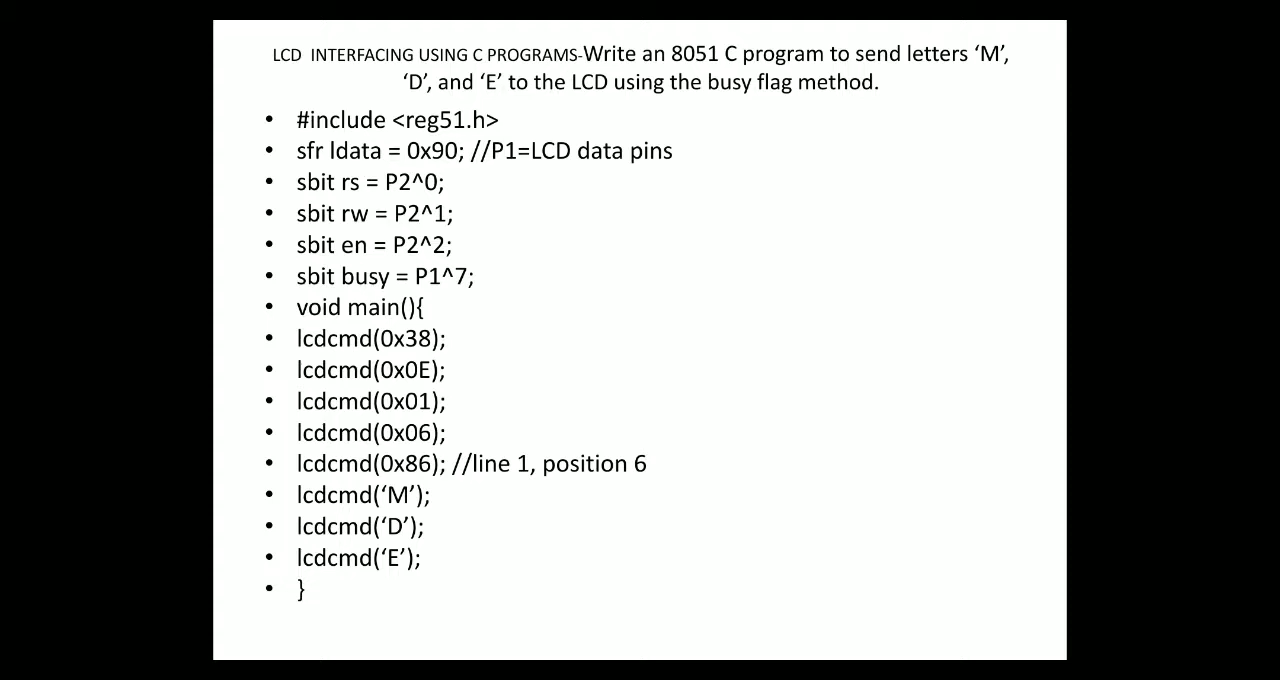 LCD INTERFACING USING C PROGRAMS-Write an 8051 C program to send letters ‘M’,
‘D’, and ‘E’ to the LCD using the busy flag method.
• #include <reg51.h>
• sfr ldata = 0x90; //P1=LCD data pins
• sbit rs = P2^0;
• sbit rw = P2^1;
• sbit en = P2^2;
• sbit busy = P1^7;
• void main(){
• lcdcmd(0x38);
• lcdcmd(0x0E);
• lcdcmd(0x01);
• lcdcmd(0x06);
• lcdcmd(0x86); //line 1, position 6
• lcdcmd(‘M’);
• lcdcmd(‘D’);
• lcdcmd(‘E’);
• }